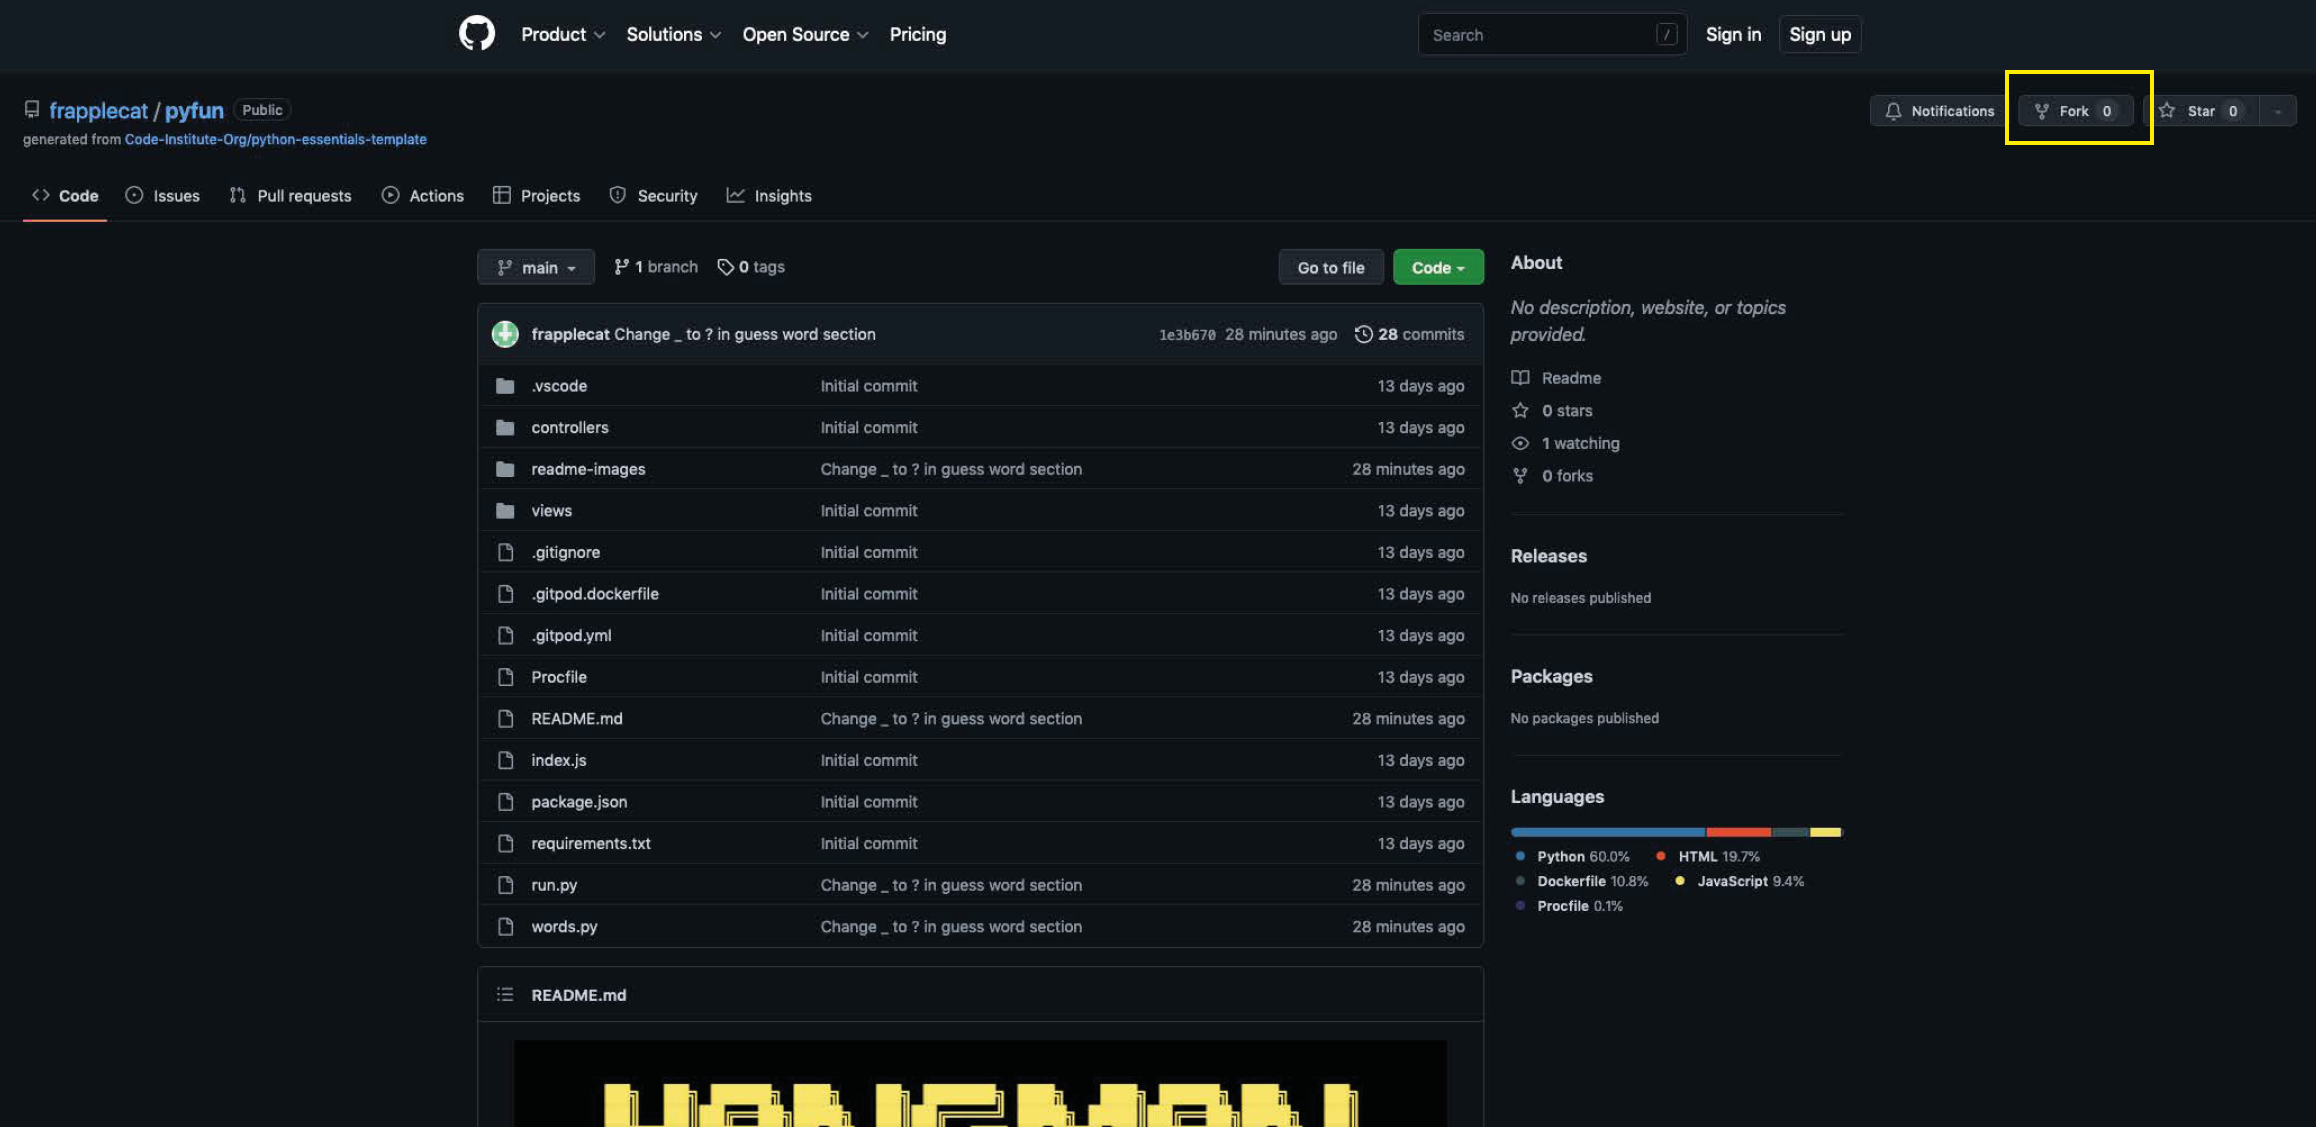 Product Solutions Open Source Pricing Search / Sign in Sign up
frapplecat / pyfun Public Notifications Fork 0 Star 0
generated from Code-Institute-Org/python-essentials-template
Code Issues Pull requests Actions Projects Security Insights
main 1 branch 0 tags Go to file Code
frapplecat Change _ to ? in guess word section 1e3b670 28 minutes ago 28 commits
.vscode Initial commit 13 days ago
controllers Initial commit 13 days ago
readme-images Change _ to ? in guess word section 28 minutes ago
views Initial commit 13 days ago
.gitignore Initial commit 13 days ago
.gitpod.dockerfile Initial commit 13 days ago
.gitpod.yml Initial commit 13 days ago
Procfile Initial commit 13 days ago
README.md Change _ to ? in guess word section 28 minutes ago
index.js Initial commit 13 days ago
package.json Initial commit 13 days ago
requirements.txt Initial commit 13 days ago
run.py Change _ to ? in guess word section 28 minutes ago
words.py Change _ to ? in guess word section 28 minutes ago
README.md
About
No description, website, or topics
provided.
Readme
0 stars
1 watching
0 forks
Releases
No releases published
Packages
No packages published
Languages
Python 60.0% HTML 19.7%
Dockerfile 10.8% JavaScript 9.4%
Procfile 0.1%